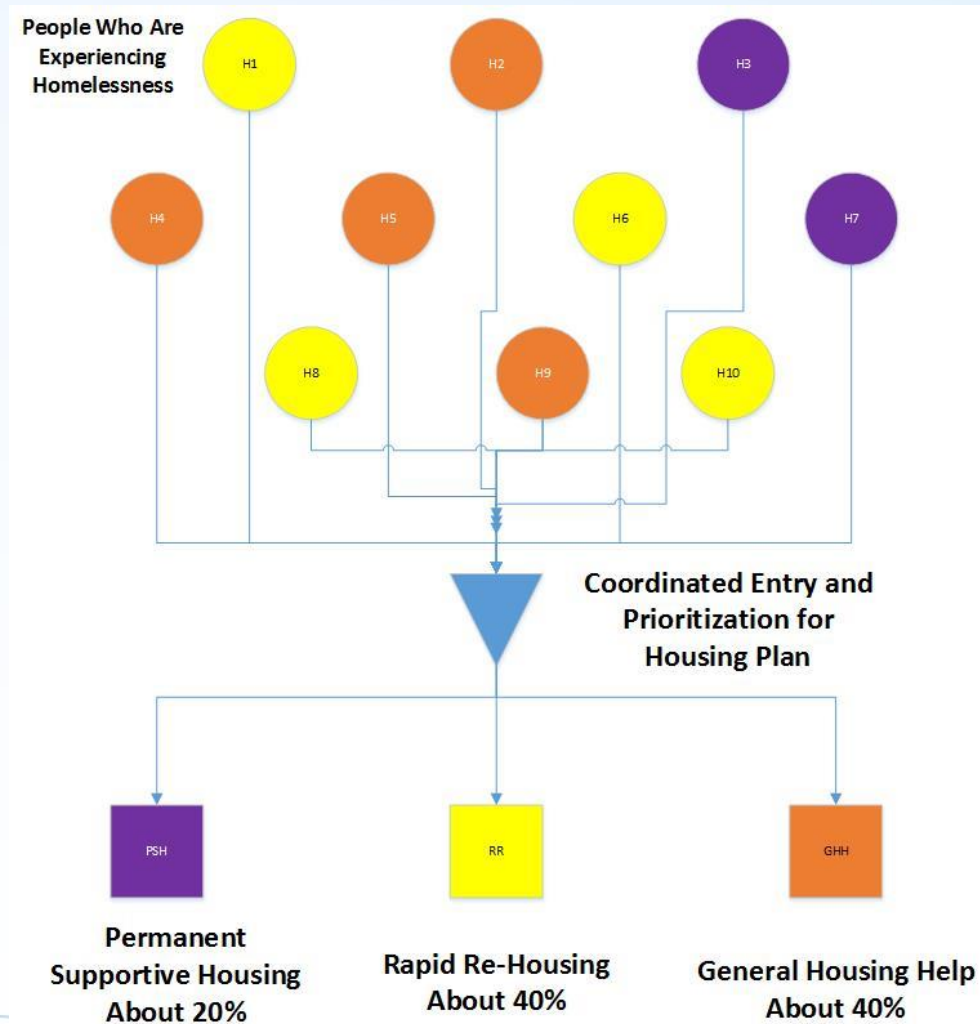 People Who Are
Experiencing
Homelessness
H1
H2
H3
H4
H5
H6
H7
H8
H9
H10
Coordinated Entry and
Prioritization for
Housing Plan
PSH
RR
GHH
Permanent
Supportive Housing
About 20%
Rapid Re-Housing
About 40%
General Housing Help
About 40%